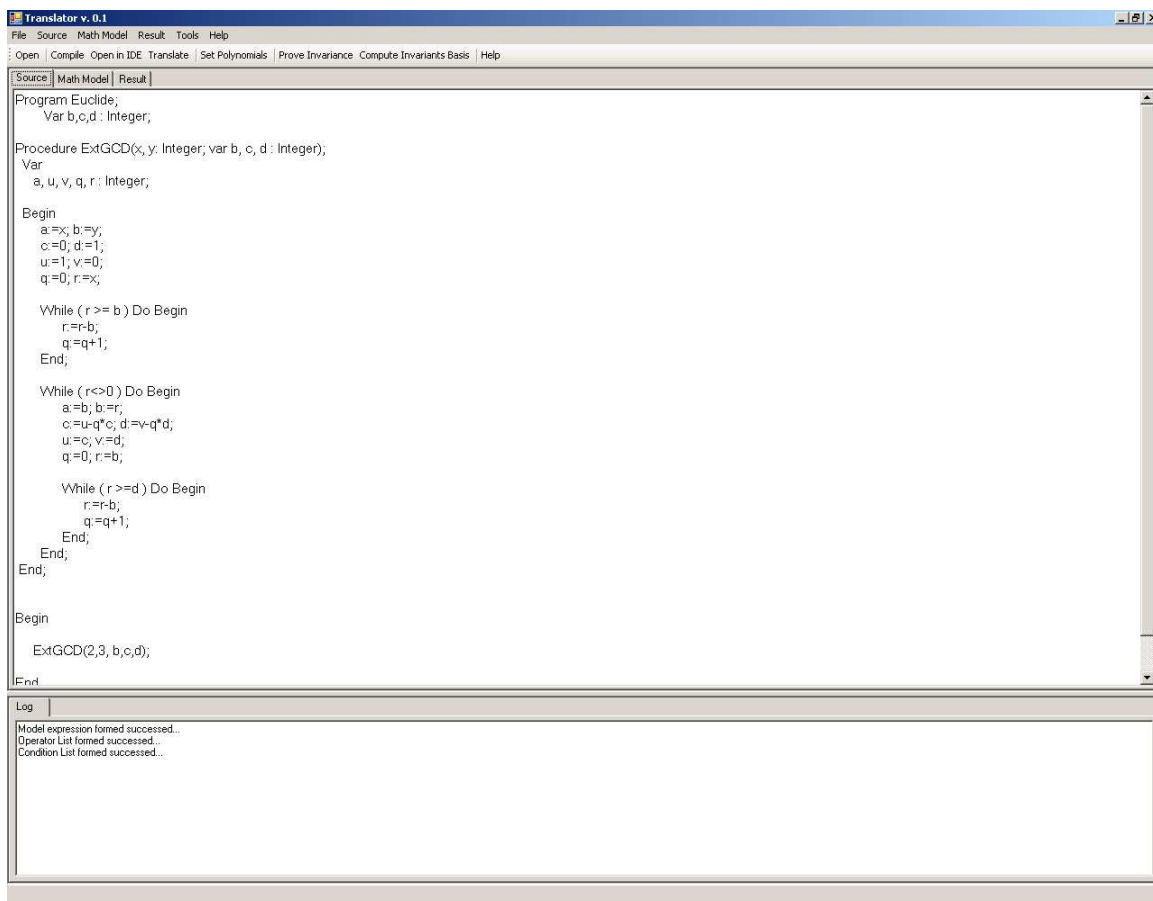 Translator v. 0.1
File Source Math Model Result Tools Help
Open Compile Open in IDE Translate Set Polynomials Prove Invariance Compute Invariants Basis Help
Source Math Model Result
Program Euclide;
Var b,c,d : Integer;
Procedure ExtGCD(x, y: Integer; var b, c, d : Integer);
Var
a, u, v, q, r : Integer;
Begin
a:=x; b:=y;
c:=0; d:=1;
u:=1; v:=0;
q:=0; r:=x;
While ( r >= b ) Do Begin
r:=r-b;
q:=q+1;
End;
While ( r<>0 ) Do Begin
a:=b; b:=r;
c:=u-q*c; d:=v-q*d;
u:=c; v:=d;
q:=0; r:=b;
While ( r >=d ) Do Begin
r:=r-b;
q:=q+1;
End;
End;
End;
Begin
ExtGCD(2,3, b,c,d);
End
Log
Model expression formed successed...
Operator List formed successed...
Condition List formed successed...